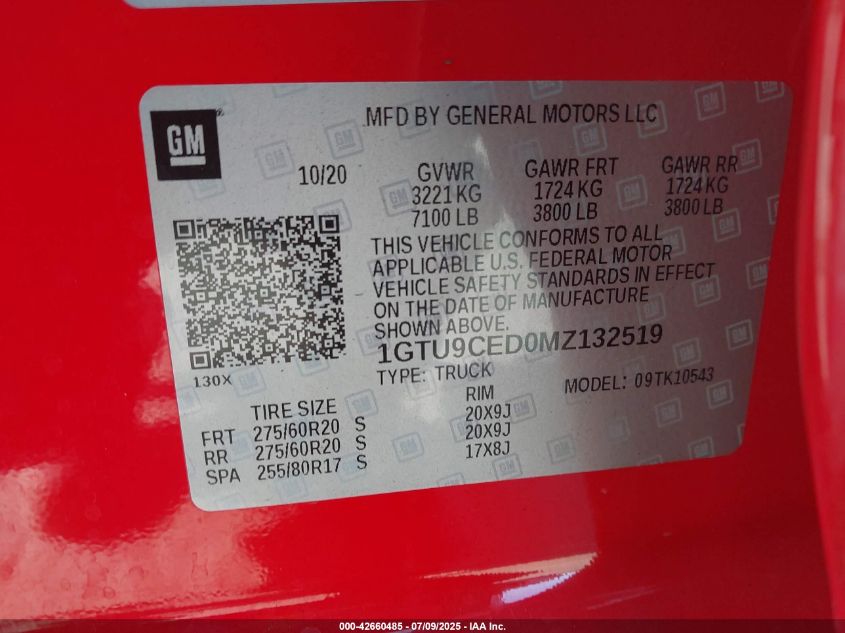 GM
MFD BY GENERAL MOTORS LLC
10/20
GVWR GAWR FRT GAWR RR
3221 KG 1724 KG 1724 KG
7100 LB 3800 LB 3800 LB
THIS VEHICLE CONFORMS TO ALL
APPLICABLE U.S. FEDERAL MOTOR
VEHICLE SAFETY STANDARDS IN EFFECT
ON THE DATE OF MANUFACTURE
SHOWN ABOVE.
1GTU9CED0MZ132519
130X
TYPE: TRUCK MODEL: 09TK10543
TIRE SIZE RIM
FRT 275/60R20 S 20X9J
RR 275/60R20 S 20X9J
SPA 255/80R17 S 17X8J
000-42660485 - 07/09/2025 - IAA Inc.